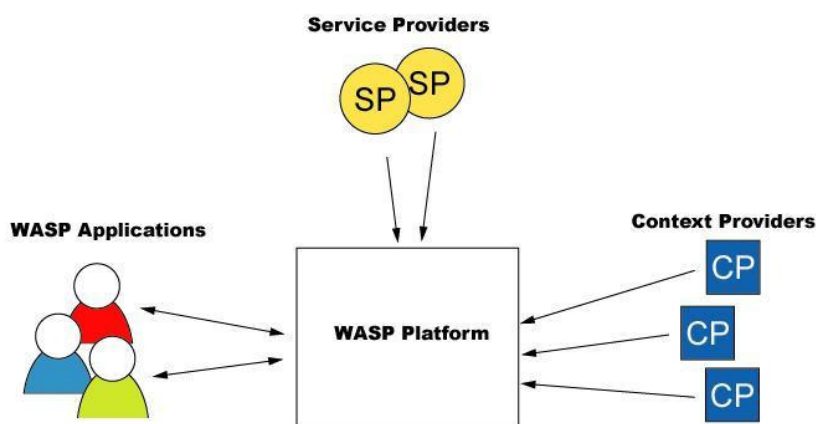 Service Providers
SP
SP
WASP Applications
Context Providers
CP
WASP Platform
CP
CP